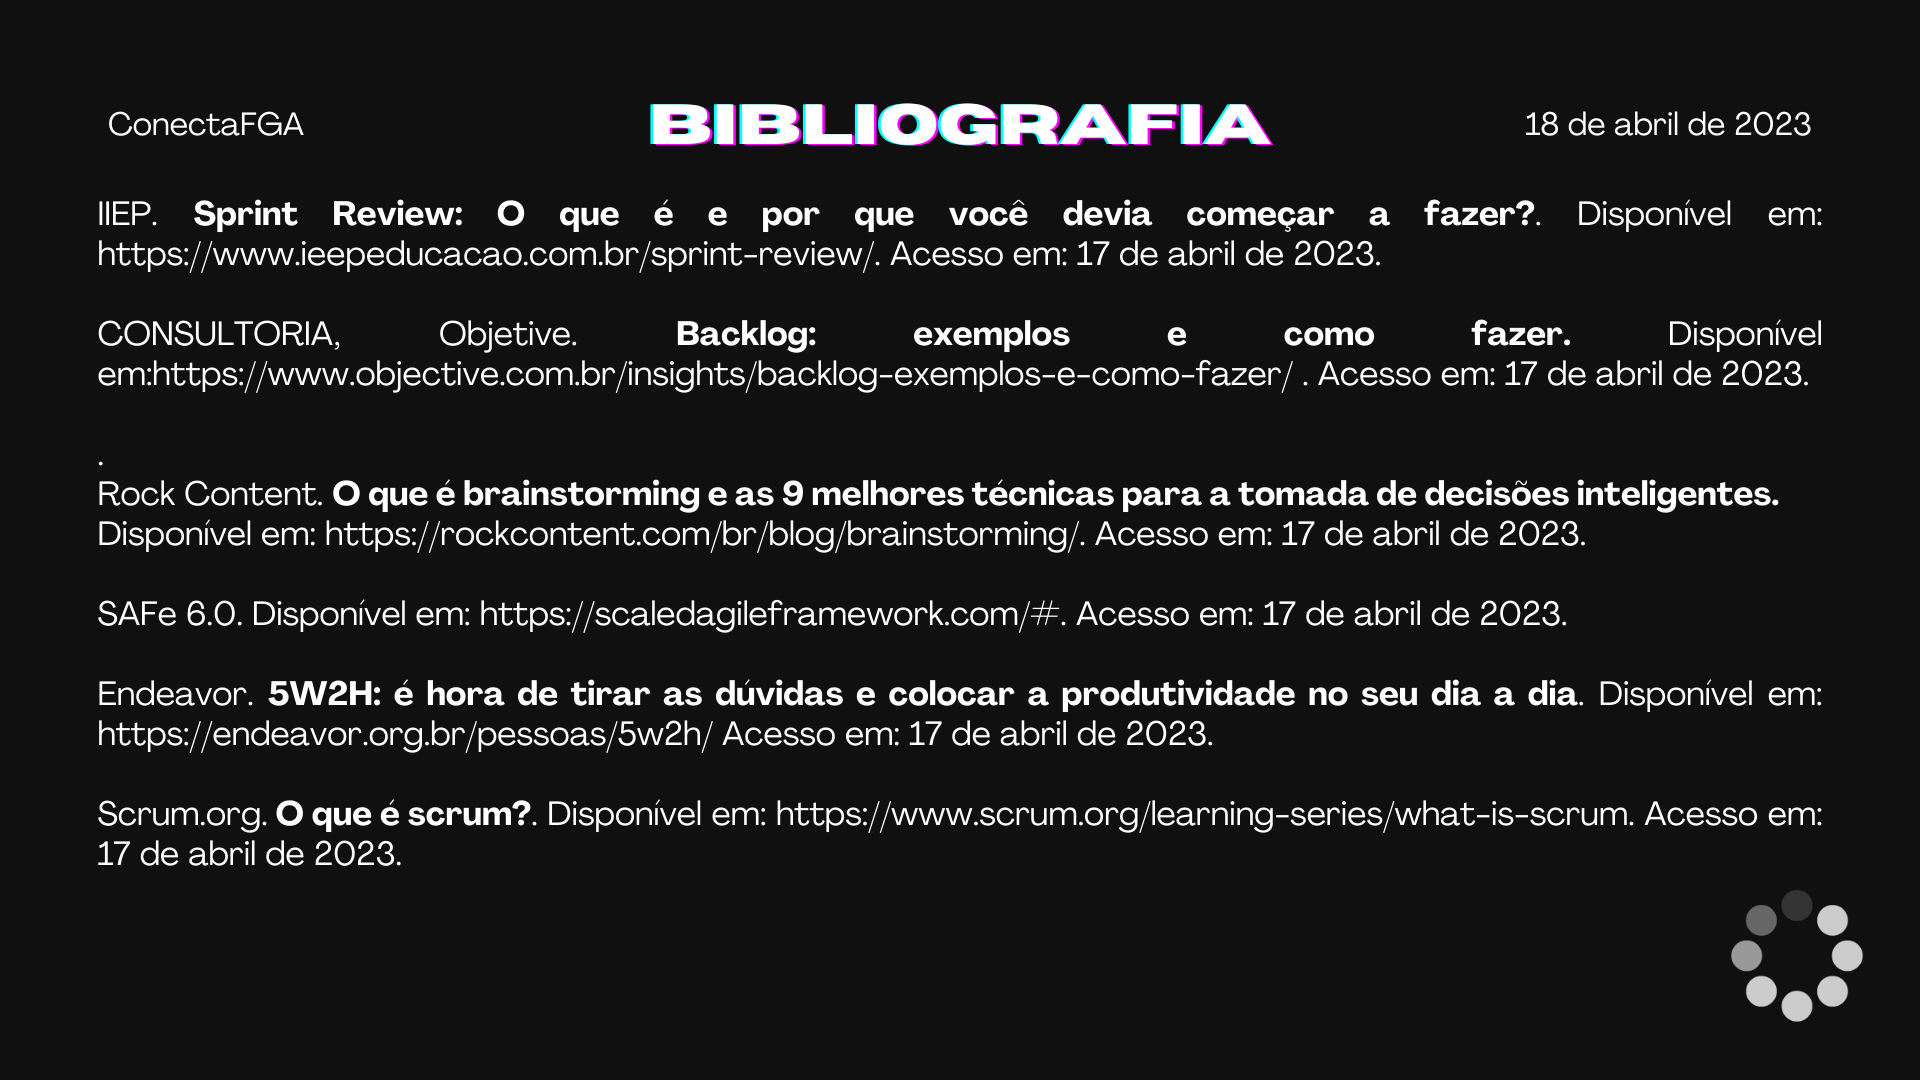 ConectaFGA
BIBLIOGRAFIA
18 de abril de 2023
IIEP. Sprint Review: O que é e por que você devia começar a fazer?. Disponível em:
https://www.ieepeducacao.com.br/sprint-review/. Acesso em: 17 de abril de 2023.
CONSULTORIA, Objetive. Backlog: exemplos e como fazer. Disponível
em:https://www.objective.com.br/insights/backlog-exemplos-e-como-fazer/ . Acesso em: 17 de abril de 2023.
.
Rock Content. O que é brainstorming e as 9 melhores técnicas para a tomada de decisões inteligentes.
Disponível em: https://rockcontent.com/br/blog/brainstorming/. Acesso em: 17 de abril de 2023.
SAFe 6.0. Disponível em: https://scaledagileframework.com/#. Acesso em: 17 de abril de 2023.
Endeavor. 5W2H: é hora de tirar as dúvidas e colocar a produtividade no seu dia a dia. Disponível em:
https://endeavor.org.br/pessoas/5w2h/ Acesso em: 17 de abril de 2023.
Scrum.org. O que é scrum?. Disponível em: https://www.scrum.org/learning-series/what-is-scrum. Acesso em:
17 de abril de 2023.